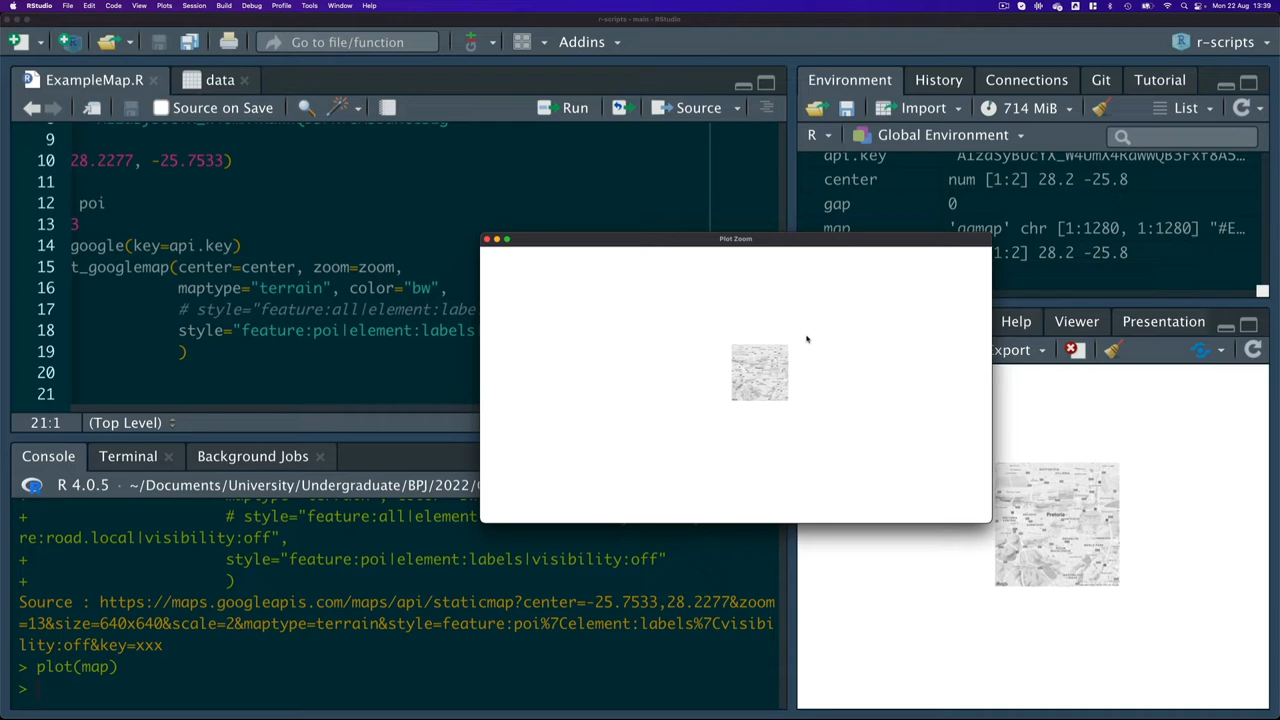 RStudio File Edit Code View Plots Session Build Debug Profile Tools Window Help Mon 22 Aug 13:39
r-scripts - main - RStudio
Go to file/function Addins r-scripts
ExampleMap.R data
Source on Save Run Source
9
10 28.2277, -25.7533)
11
12 poi
13 3
14 google(key=api.key)
15 t_googlemap(center=center, zoom=zoom,
16 maptype="terrain", color="bw",
17 # style="feature:all|element:labe
18 style="feature:poi|element:labels
19 )
20
21
21:1 (Top Level)
Console Terminal Background Jobs
R 4.0.5 · ~/Documents/University/Undergraduate/BPJ/2022/
+ # style="feature:all|element
re:road.local|visibility:off",
+ style="feature:poi|element:labels|visibility:off"
+ )
Source : https://maps.googleapis.com/maps/api/staticmap?center=-25.7533,28.2277&zoom
=13&size=640x640&scale=2&maptype=terrain&style=feature:poi%7Celement:labels%7Cvisibi
lity:off&key=xxx
> plot(map)
>
Environment History Connections Git Tutorial
Import 714 MiB List
R Global Environment
api.key
center num [1:2] 28.2 -25.8
gap 0
map 'ggmap' chr [1:1280, 1:1280] "#E…
[1:2] 28.2 -25.8
Plot Zoom
Help Viewer Presentation
xport
Pretoria